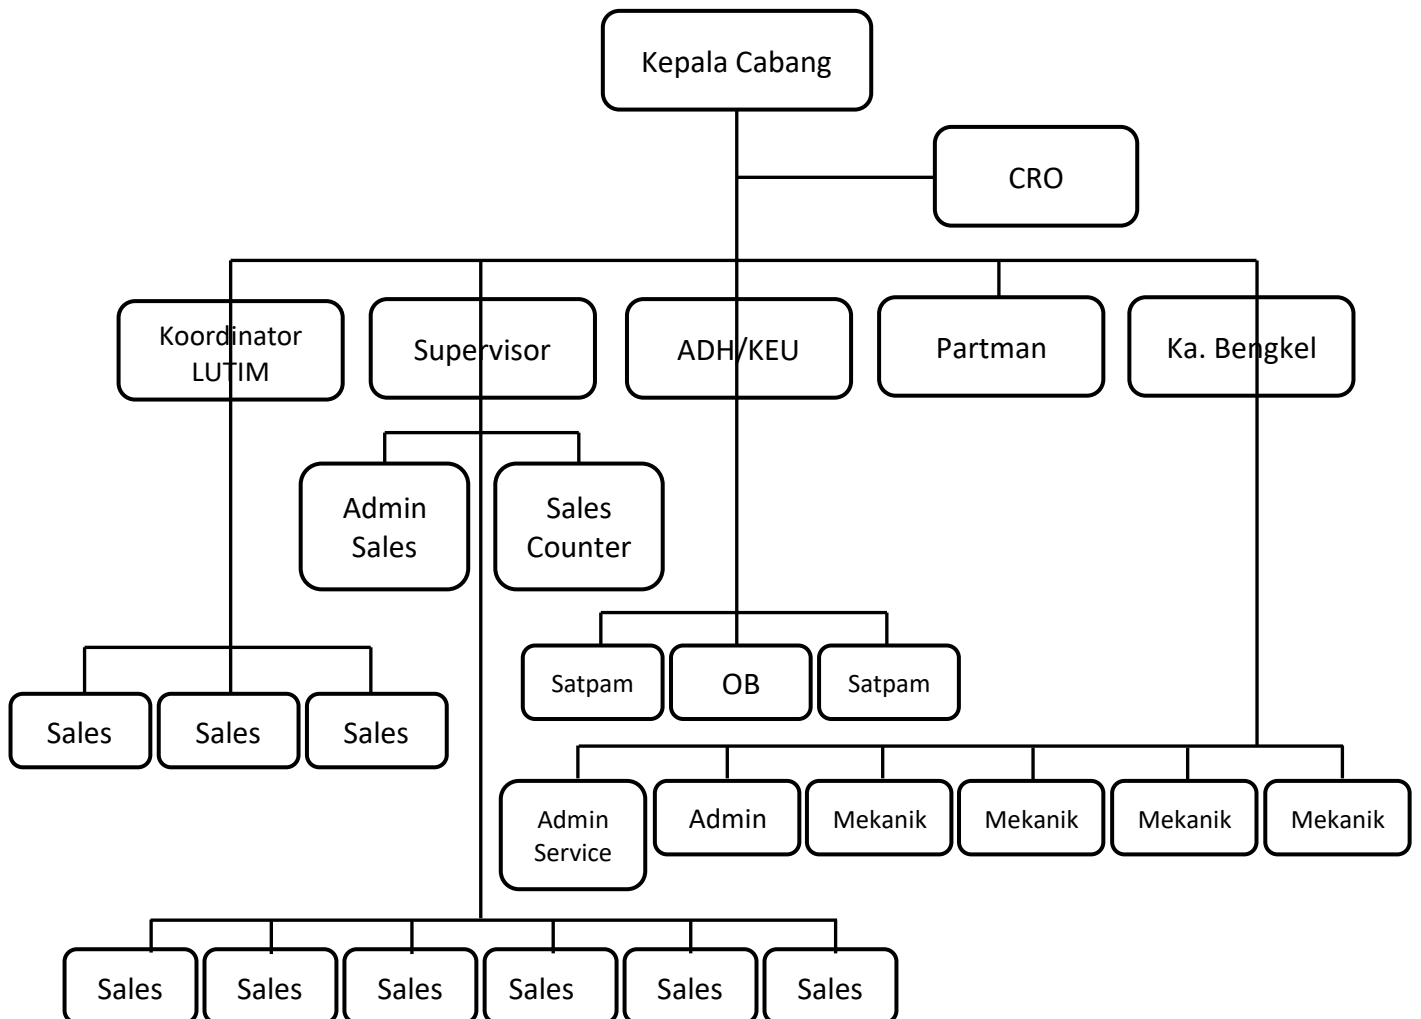 Kepala Cabang
CRO
Koordinator
LUTIM
Supervisor
ADH/KEU
Partman
Ka. Bengkel
Admin
Sales
Sales
Counter
Satpam
OB
Satpam
Sales
Sales
Sales
Admin
Service
Admin
Mekanik
Mekanik
Mekanik
Mekanik
Sales
Sales
Sales
Sales
Sales
Sales